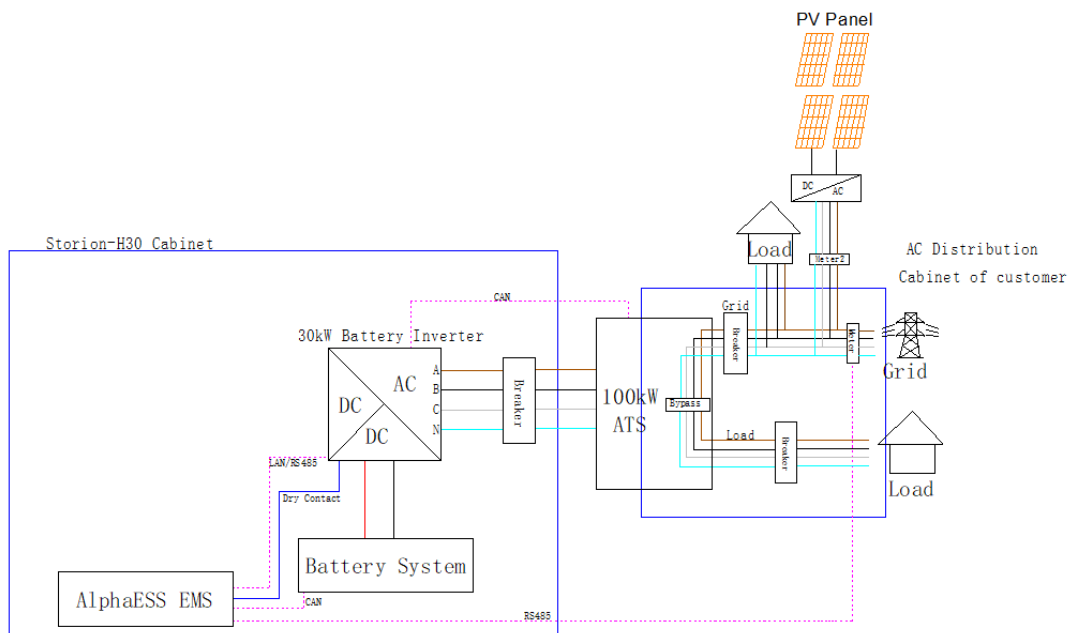 PV Panel
DC
AC
Load
Meter2
AC Distribution
Cabinet of customer
Storion-H30 Cabinet
CAN
Grid
30kW Battery Inverter
Breaker
Meter
Grid
A
AC
B
DC
C
DC
N
Breaker
100kW
ATS
Bypass
Load
Breaker
Load
LAN/RS485
Dry Contact
Battery System
AlphaESS EMS
CAN
RS485